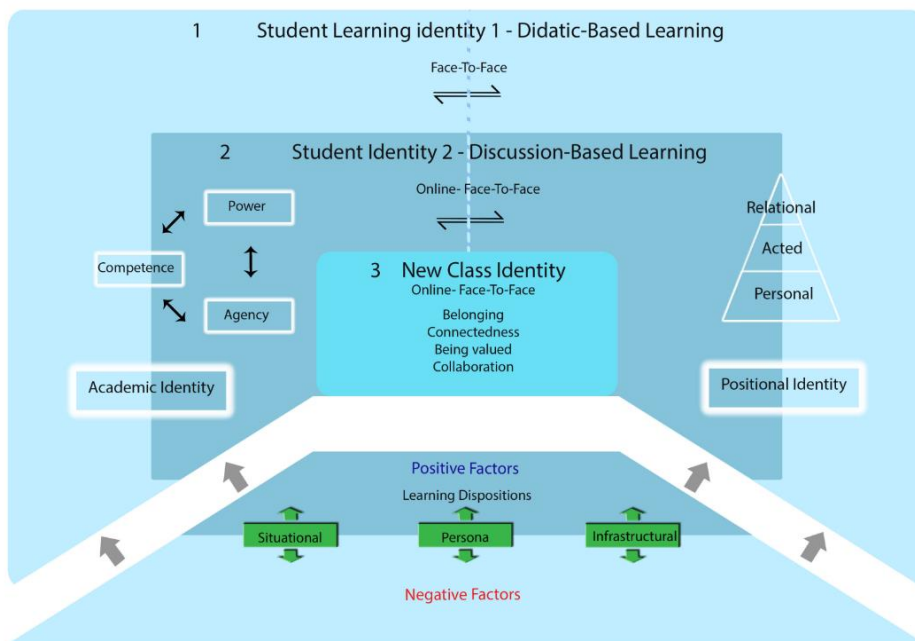 1 Student Learning identity 1 - Didatic-Based Learning
Face-To-Face
2 Student Identity 2 - Discussion-Based Learning
Online- Face-To-Face
Power
Competence
Agency
Academic Identity
3 New Class Identity
Online- Face-To-Face
Belonging
Connectedness
Being valued
Collaboration
Relational
Acted
Personal
Positional Identity
Positive Factors
Learning Dispositions
Situational
Persona
Infrastructural
Negative Factors